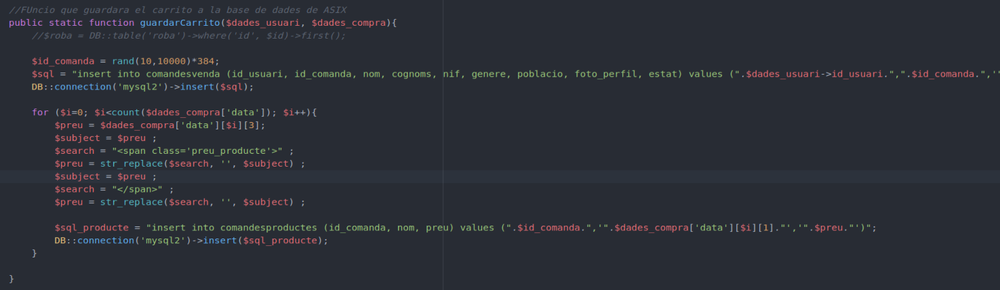 //FUncio que guardara el carrito a la base de dades de ASIX
public static function guardarCarrito($dades_usuari, $dades_compra){
//$roba = DB::table('roba')->where('id', $id)->first();
$id_comanda = rand(10,10000)*384;
$sql = "insert into comandesvenda (id_usuari, id_comanda, nom, cognoms, nif, genere, poblacio, foto_perfil, estat) values (".$dades_usuari->id_usuari.",".$id_comanda.",'"
DB::connection('mysql2')->insert($sql);
for ($i=0; $i<count($dades_compra['data']); $i++){
$preu = $dades_compra['data'][$i][3];
$subject = $preu ;
$search = "<span class='preu_producte'>" ;
$preu = str_replace($search, '', $subject) ;
$subject = $preu ;
$search = "</span>" ;
$preu = str_replace($search, '', $subject) ;
$sql_producte = "insert into comandesproductes (id_comanda, nom, preu) values (".$id_comanda.",'".$dades_compra['data'][$i][1]."','".$preu."')";
DB::connection('mysql2')->insert($sql_producte);
}
}